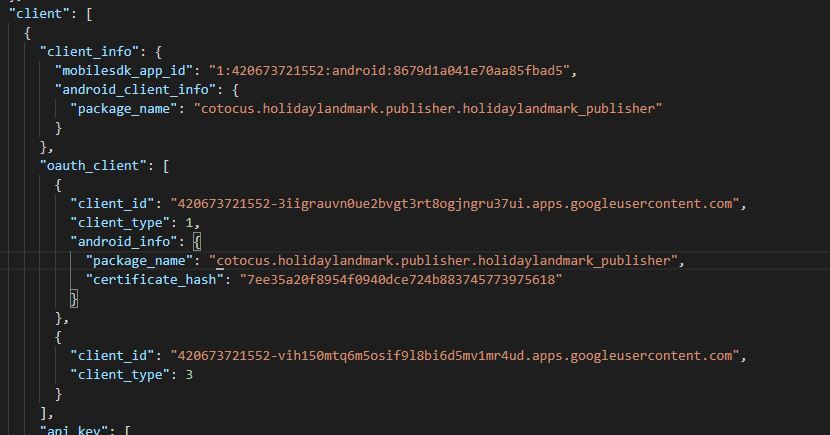 "client": [
{
"client_info": {
"mobilesdk_app_id": "1:420673721552:android:8679d1a041e70aa85fbad5",
"android_client_info": {
"package_name": "cotocus.holidaylandmark.publisher.holidaylandmark_publisher"
}
},
"oauth_client": [
{
"client_id": "420673721552-3iigrauvn0ue2bvgt3rt8ogjngru37ui.apps.googleusercontent.com",
"client_type": 1,
"android_info": {
"package_name": "cotocus.holidaylandmark.publisher.holidaylandmark_publisher",
"certificate_hash": "7ee35a20f8954f0940dce724b883745773975618"
}
},
{
"client_id": "420673721552-vih150mtq6m5osif9l8bi6d5mv1mr4ud.apps.googleusercontent.com",
"client_type": 3
}
],
"api_key": [